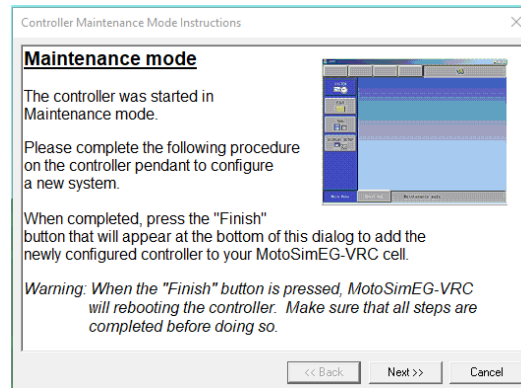 Controller Maintenance Mode Instructions
Maintenance mode
The controller was started in
Maintenance mode.
Please complete the following procedure
on the controller pendant to configure
a new system.
When completed, press the "Finish"
button that will appear at the bottom of this dialog to add the
newly configured controller to your MotoSimEG-VRC cell.
Warning: When the "Finish" button is pressed, MotoSimEG-VRC
will rebooting the controller. Make sure that all steps are
completed before doing so.
<< Back
Next >>
Cancel